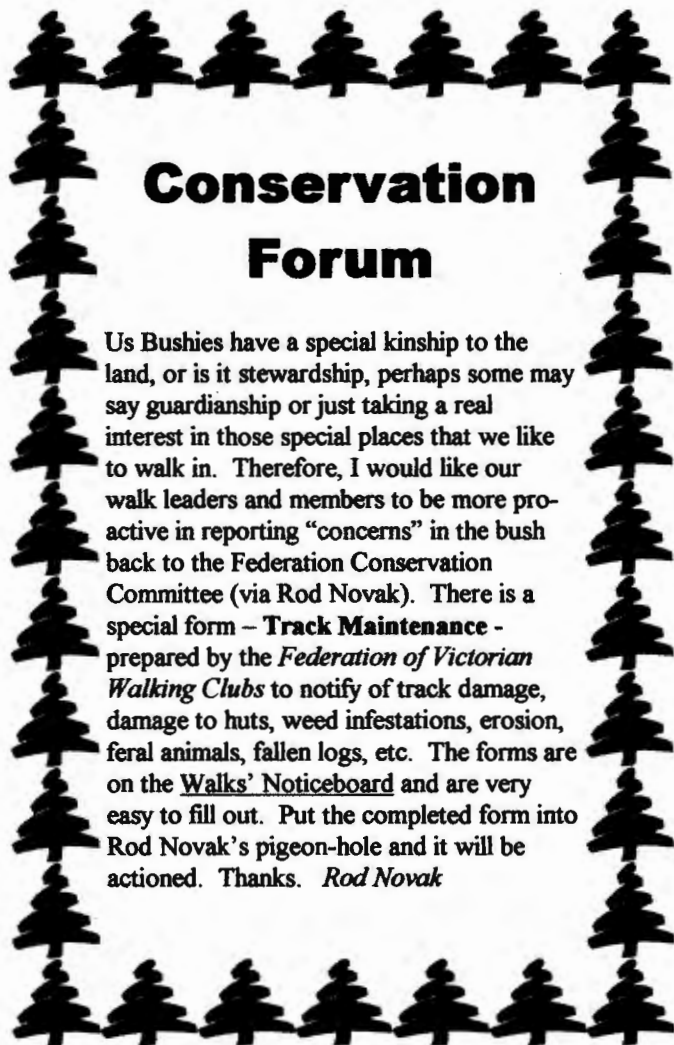 Conservation
Forum
Us Bushies have a special kinship to the
land, or is it stewardship, perhaps some may
say guardianship or just taking a real
interest in those special places that we like
to walk in.  Therefore, I would like our
walk leaders and members to be more pro-
active in reporting “concerns” in the bush
back to the Federation Conservation
Committee (via Rod Novak).  There is a
special form – Track Maintenance -
prepared by the Federation of Victorian
Walking Clubs to notify of track damage,
damage to huts, weed infestations, erosion,
feral animals, fallen logs, etc.  The forms are
on the Walks’ Noticeboard and are very
easy to fill out.  Put the completed form into
Rod Novak’s pigeon-hole and it will be
actioned.  Thanks.  Rod Novak